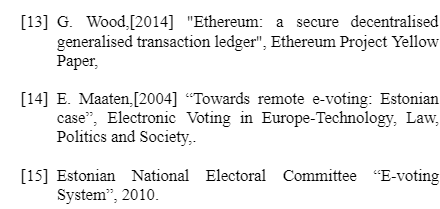 [13] G. Wood,[2014] "Ethereum: a secure decentralised
generalised transaction ledger", Ethereum Project Yellow
Paper,
[14] E. Maaten,[2004] “Towards remote e-voting: Estonian
case”, Electronic Voting in Europe-Technology, Law,
Politics and Society,.
[15] Estonian National Electoral Committee “E-voting
System”, 2010.